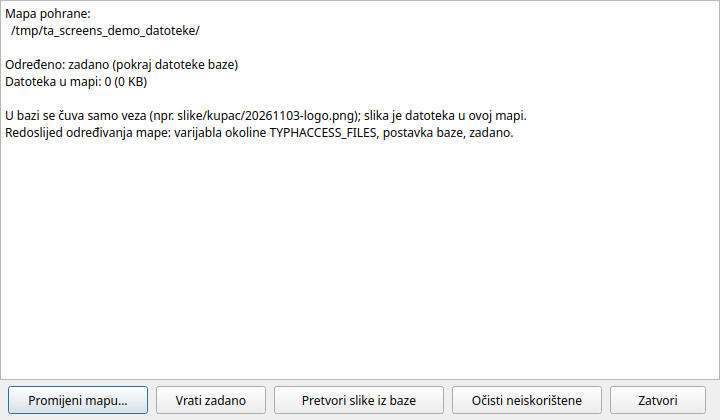 Mapa pohrane:
/tmp/ta_screens_demo_datoteke/
Određeno: zadano (pokraj datoteke baze)
Datoteka u mapi: 0 (0 KB)
U bazi se čuva samo veza (npr. slike/kupac/20261103-logo.png); slika je datoteka u ovoj mapi.
Redoslijed određivanja mape: varijabla okoline TYPHACCESS_FILES, postavka baze, zadano.
Promijeni mapu...
Vrati zadano
Pretvori slike iz baze
Očisti neiskorištene
Zatvori